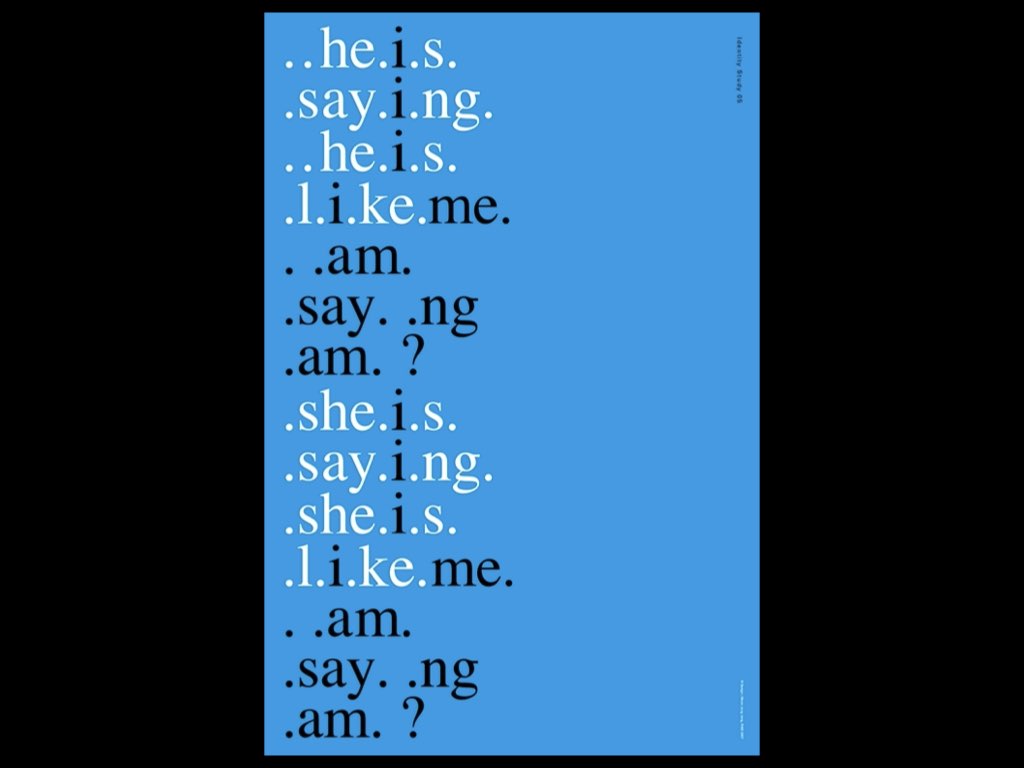 ..he.i.s.
.say.i.ng.
..he.i.s.
.l.i.ke.me.
. .am.
.say. .ng
.am. ?
.she.i.s.
.say.i.ng.
.she.i.s.
.l.i.ke.me.
. .am.
.say. .ng
.am. ?
Identity Study 05